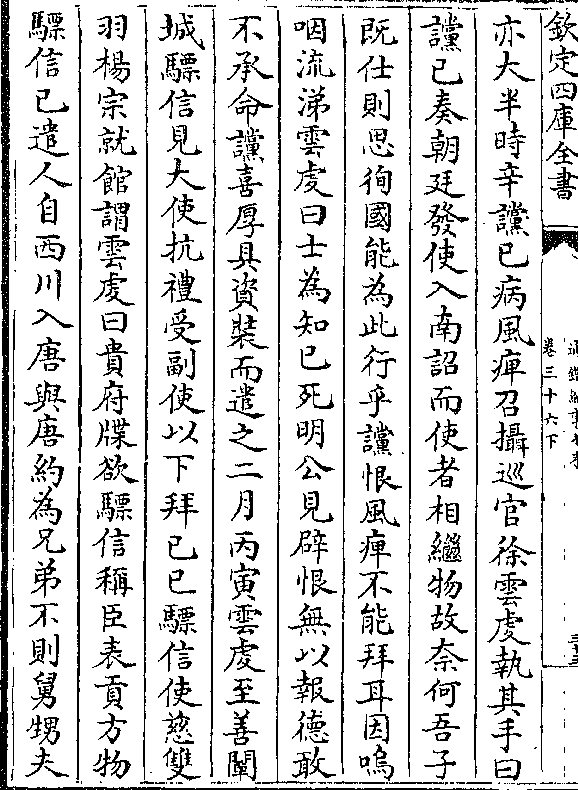 欽定四庫全書
卷三十六下
亦大半時辛讜已病風痺召攝巡官徐雲虔執其手曰
讜已奏朝廷發使入南詔而使者相繼物故奈何吾子
既仕則思徇國能為此行乎讜恨風痺不能拜耳因嗚
咽流涕雲虔曰士為知已死明公見辟恨無以報德敢
不承命讜喜厚具資裝而遣之二月丙寅雲虔至善闡
城驃信見大使抗禮受副使以下拜已巳驃信使慈雙
羽楊宗就館謂雲虔曰貴府牒欲驃信稱臣表貢方物
驃信已遣人自西川入唐與唐約為兄弟不則舅甥夫